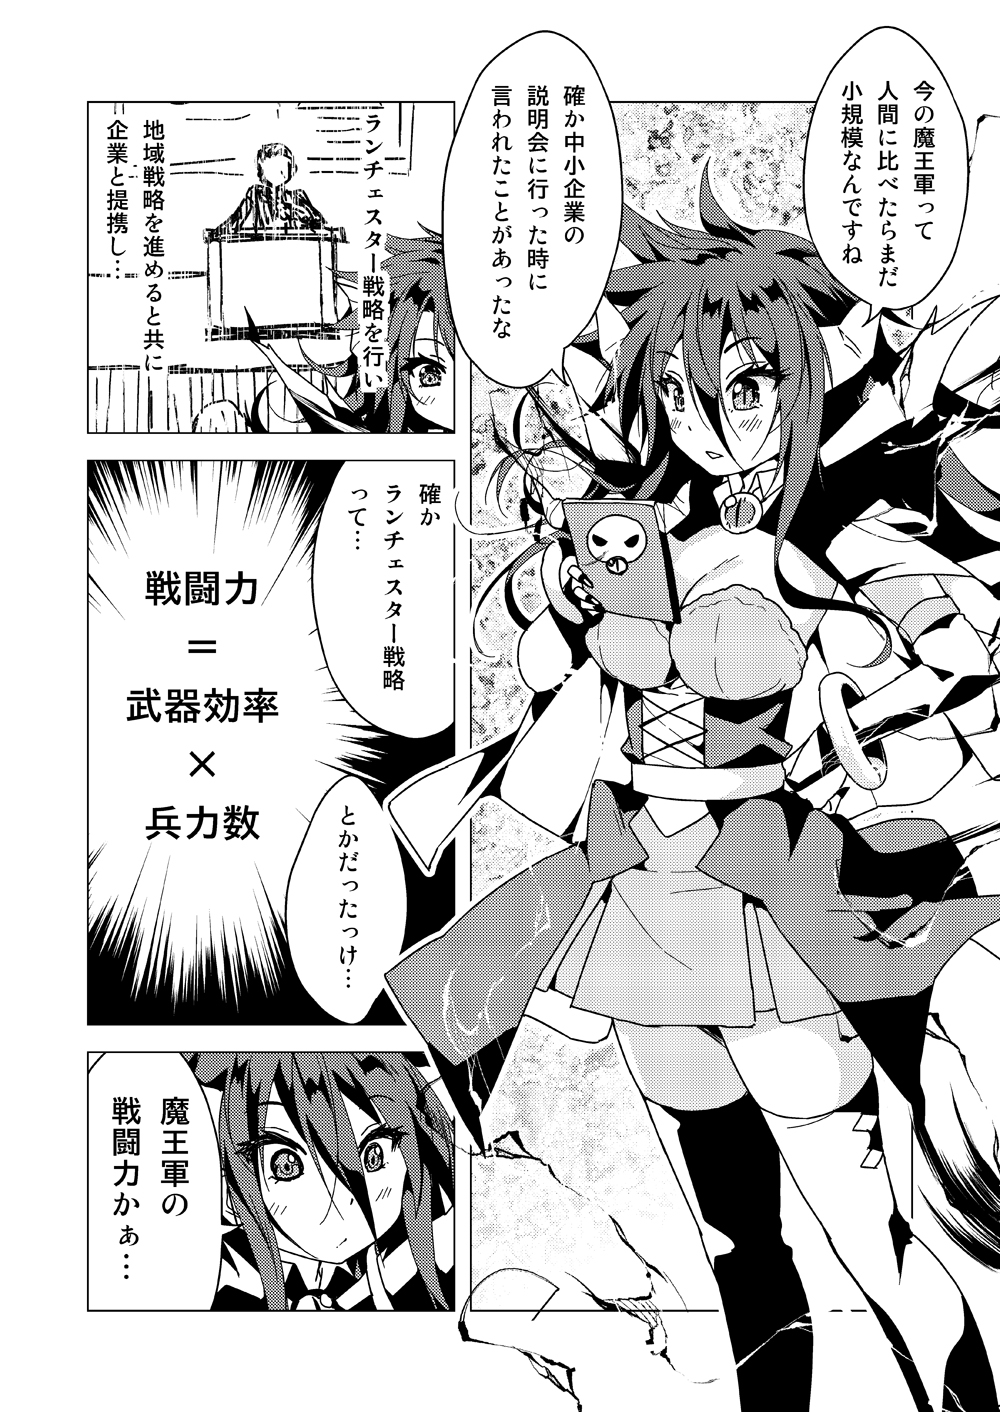 今の魔王軍って
人間に比べたらまだ
小規模なんですね
確か中小企業の
説明会に行った時に
言われたことがあったな
ランチェスター戦略を行い
地域戦略を進めると共に
企業と提携し…
確か
ランチェスター戦略
って…
戦闘力
＝
武器効率
×
兵力数
とかだったっけ…
魔王軍の
戦闘力かぁ…